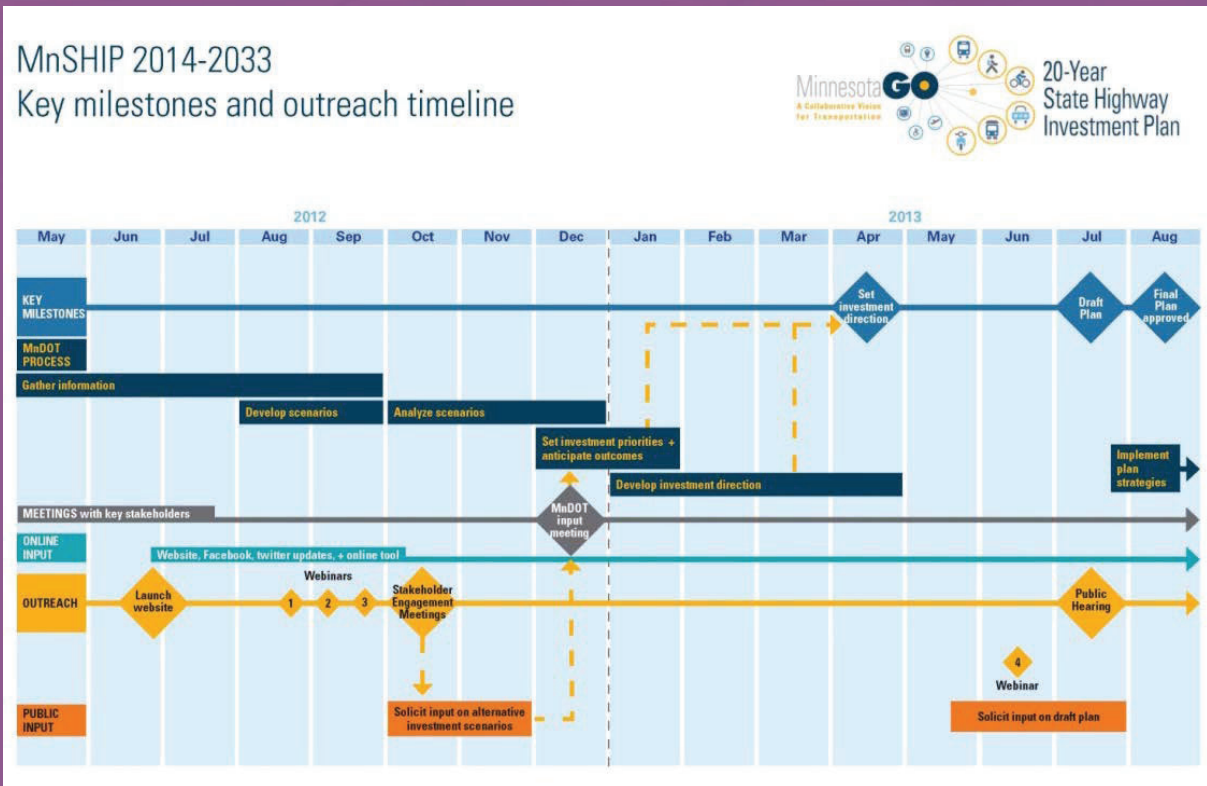 MnSHIP 2014-2033
Key milestones and outreach timeline
MinnesotaGO
A Collaborative Vision
for Transportation
20-Year
State Highway
Investment Plan
2012
2013
May
Jun
Jul
Aug
Sep
Oct
Nov
Dec
Jan
Feb
Mar
Apr
May
Jun
Jul
Aug
KEY
MILESTONES
Set
investment
direction
Draft
Plan
Final
Plan
approved
MnDOT
PROCESS
Gather information
Develop scenarios
Analyze scenarios
Set investment priorities +
anticipate outcomes
Develop investment direction
Implement
plan
strategies
MEETINGS with key stakeholders
MnDOT
input
meeting
ONLINE
INPUT
Website, Facebook, twitter updates, + online tool
OUTREACH
Launch
website
Webinars
1
2
3
Stakeholder
Engagement
Meetings
Public
Hearing
4
Webinar
PUBLIC
INPUT
Solicit input on alternative
investment scenarios
Solicit input on draft plan